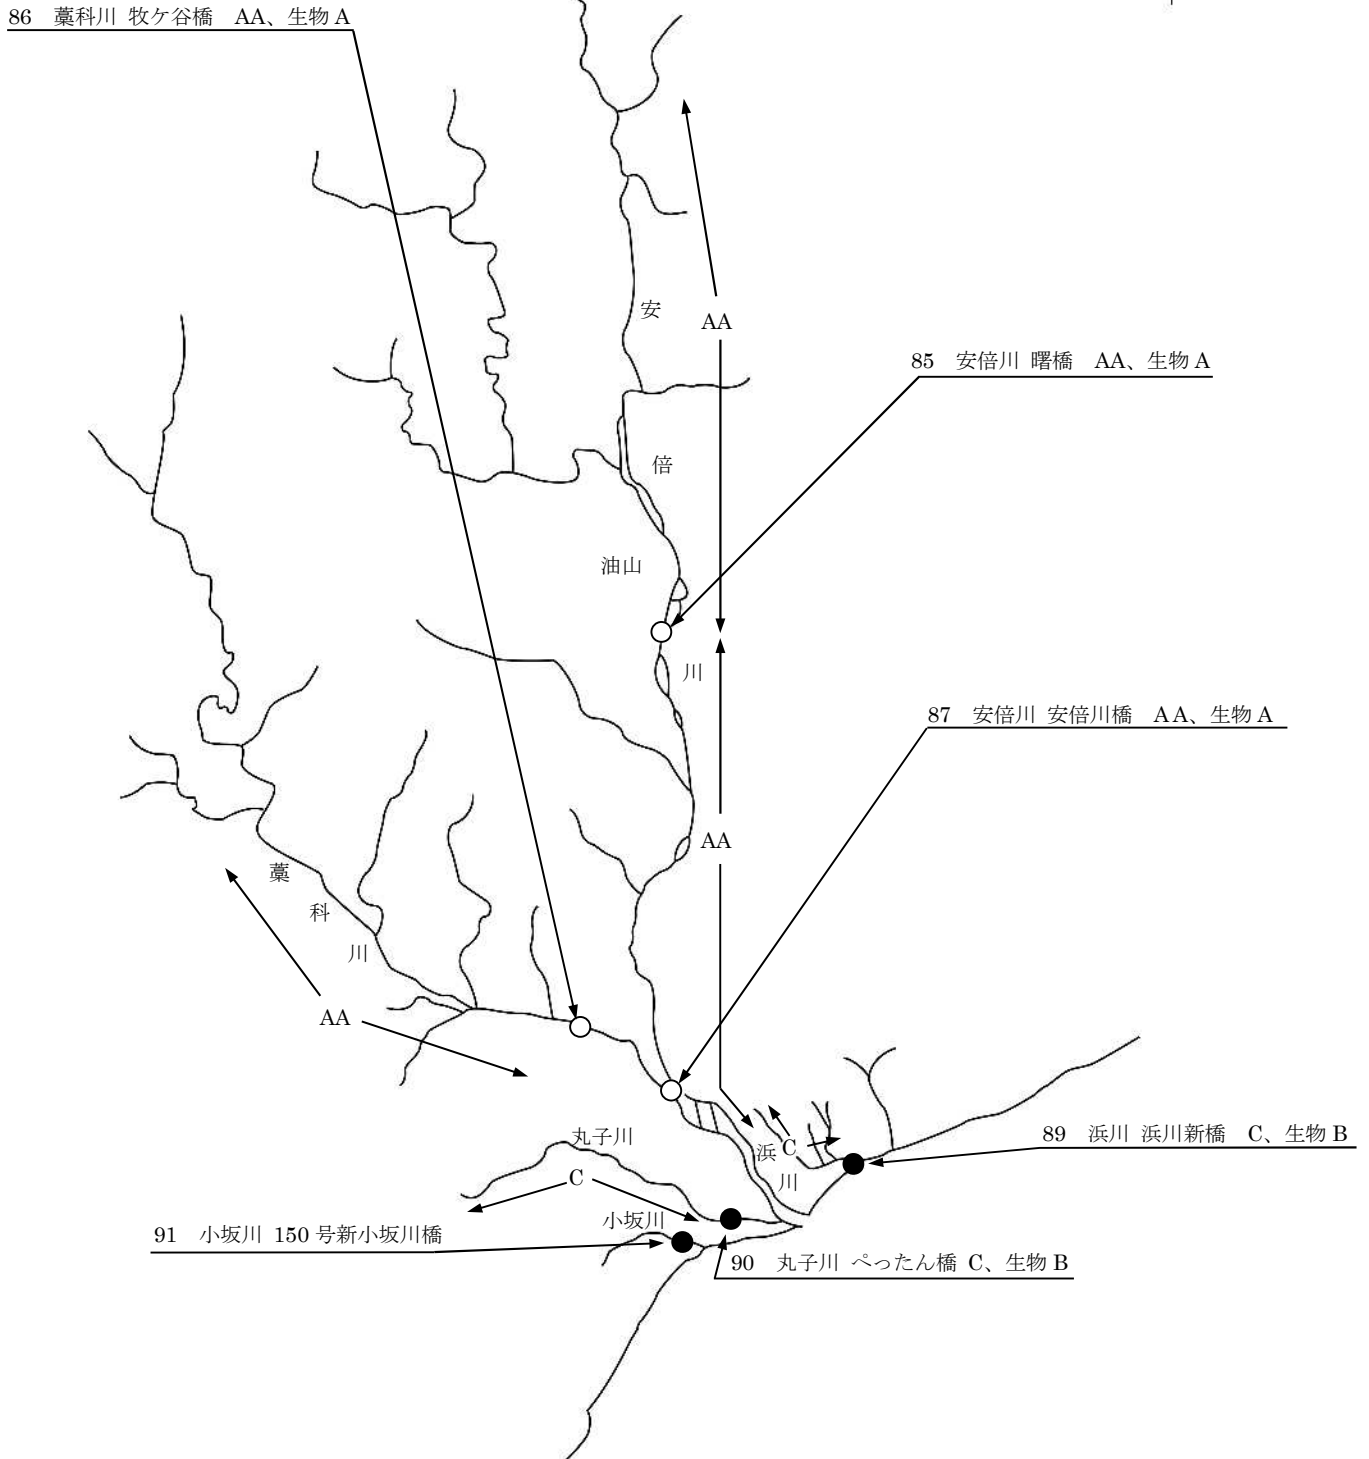 86 藁科川 牧ケ谷橋 AA、生物 A
安
AA
85 安倍川 曙橋 AA、生物 A
倍
油山
川
87 安倍川 安倍川橋 AA、生物 A
AA
藁
科
川
AA
丸子川
浜
C
89 浜川 浜川新橋 C、生物 B
川
C
小坂川
91 小坂川 150 号新小坂川橋
90 丸子川 ぺったん橋 C、生物 B